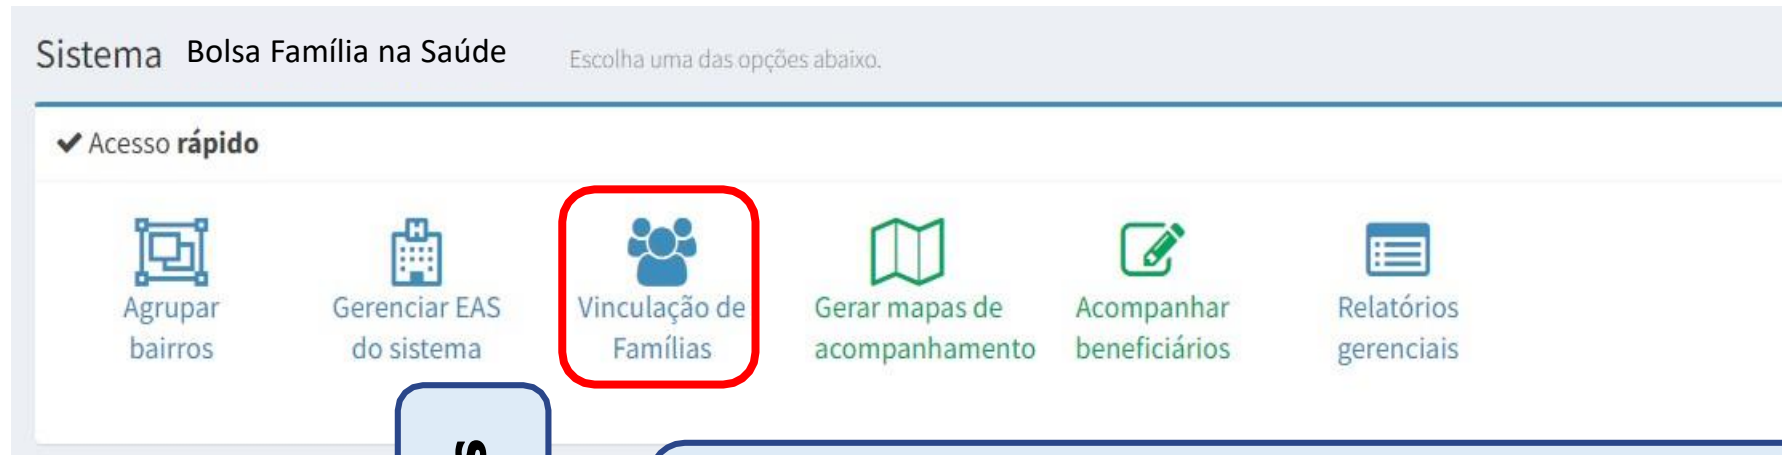 Sistema Bolsa Família na Saúde Escolha uma das opções abaixo.
Acesso rápido
Agrupar bairros
Gerenciar EAS do sistema
Vinculação de Famílias
Gerar mapas de acompanhamento
Acompanhar beneficiários
Relatórios gerenciais